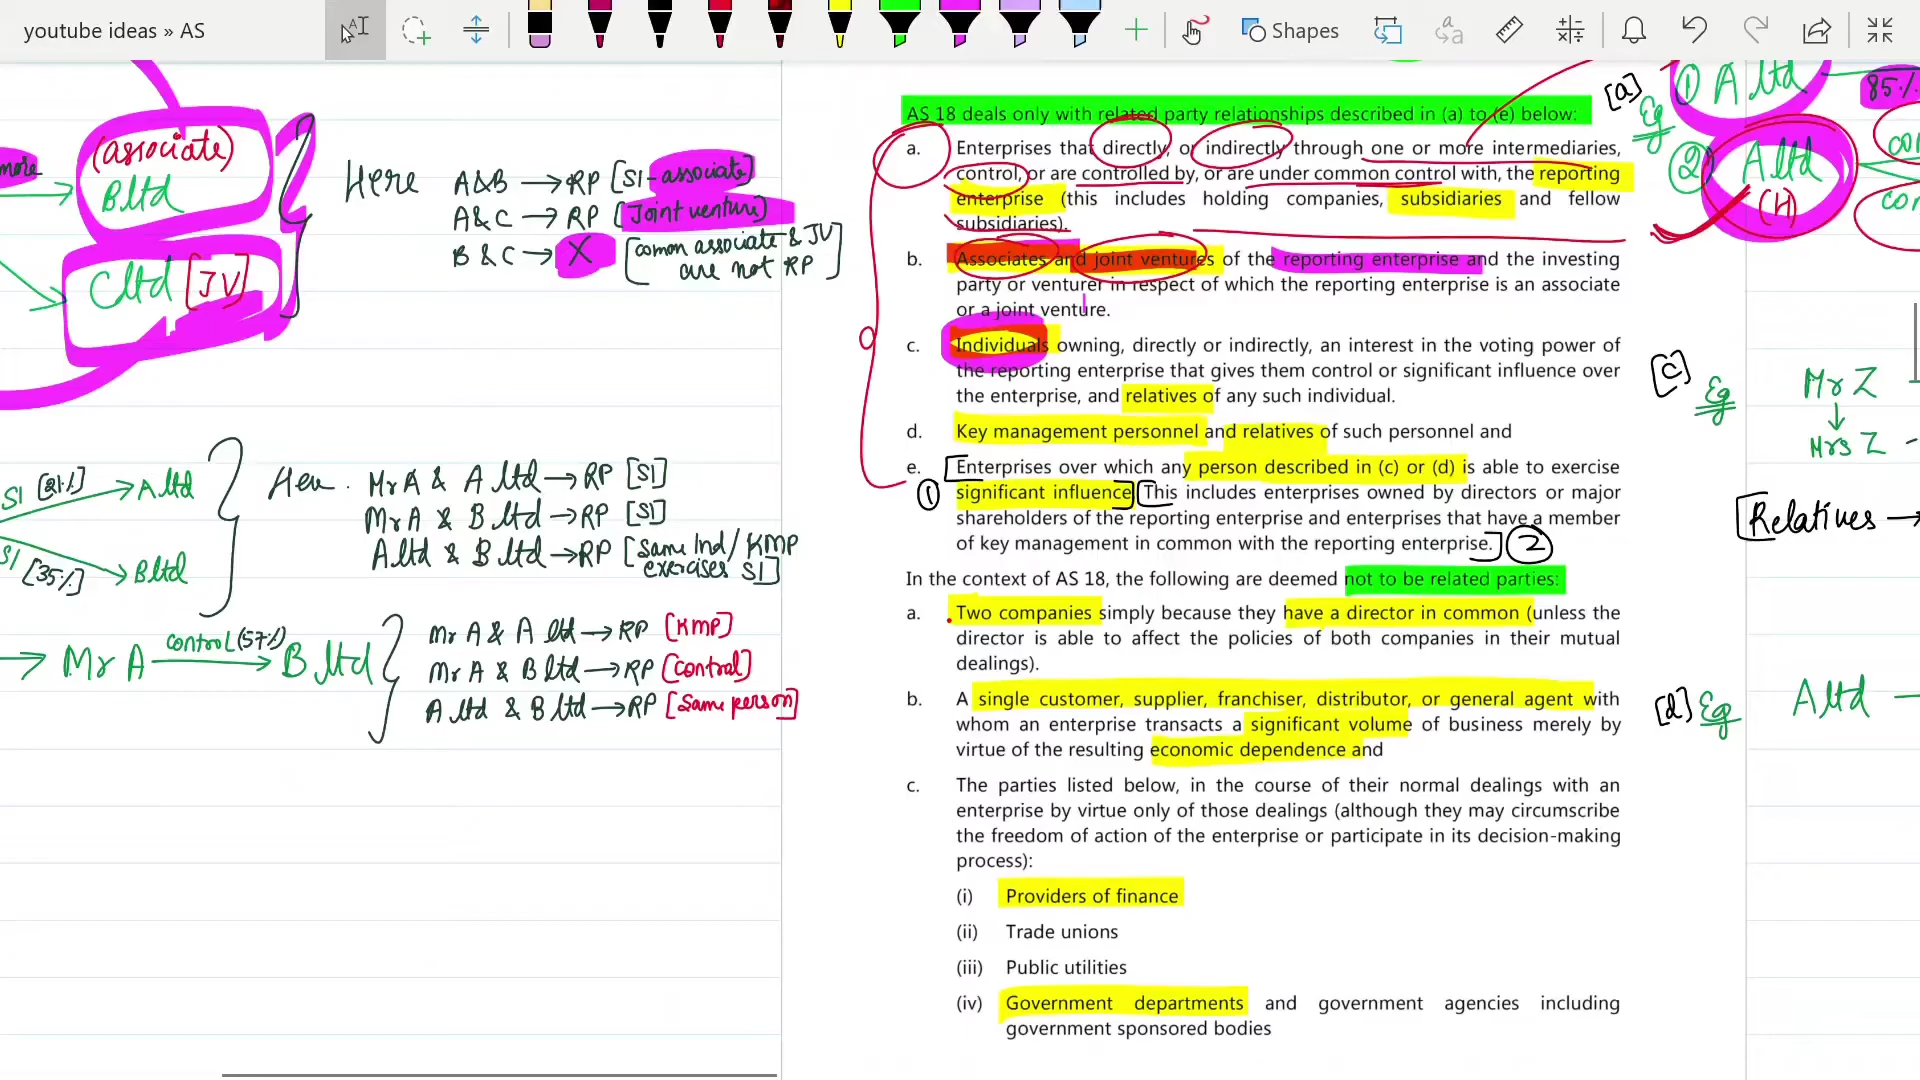 youtube ideas » AS
Shapes
more
(associate)
B ltd
C ltd [JV]
Here A&B → RP [SI-associate]
A&C → RP [Joint venture]
B & C → X [common associate & JV
are not RP]
SI [21%] → A ltd
SI [35%] → B ltd
Here. Mr A & A ltd → RP [SI]
Mr A & B ltd → RP [SI]
A ltd & B ltd → RP [Same Ind/KMP
exercises SI]
→ Mr A control (57%) → B ltd
Mr A & A ltd → RP [KMP]
Mr A & B ltd → RP [control]
A ltd & B ltd → RP [Same person]
AS 18 deals only with related party relationships described in (a) to (e) below:
a. Enterprises that directly, or indirectly through one or more intermediaries,
control, or are controlled by, or are under common control with, the reporting
enterprise (this includes holding companies, subsidiaries and fellow
subsidiaries).
b. Associates and joint ventures of the reporting enterprise and the investing
party or venturer in respect of which the reporting enterprise is an associate
or a joint venture.
c. Individuals owning, directly or indirectly, an interest in the voting power of
the reporting enterprise that gives them control or significant influence over
the enterprise, and relatives of any such individual.
d. Key management personnel and relatives of such personnel and
e. Enterprises over which any person described in (c) or (d) is able to exercise
① significant influence. This includes enterprises owned by directors or major
shareholders of the reporting enterprise and enterprises that have a member
of key management in common with the reporting enterprise. ②
In the context of AS 18, the following are deemed not to be related parties:
a. Two companies simply because they have a director in common (unless the
director is able to affect the policies of both companies in their mutual
dealings).
b. A single customer, supplier, franchiser, distributor, or general agent with
whom an enterprise transacts a significant volume of business merely by
virtue of the resulting economic dependence and
c. The parties listed below, in the course of their normal dealings with an
enterprise by virtue only of those dealings (although they may circumscribe
the freedom of action of the enterprise or participate in its decision-making
process):
(i) Providers of finance
(ii) Trade unions
(iii) Public utilities
(iv) Government departments and government agencies including
government sponsored bodies
[a] Eg ① A ltd 85%
② A ltd
(H)
con
con
[c] Eg Mr Z
Mrs Z
[Relatives →
[d] Eg A ltd